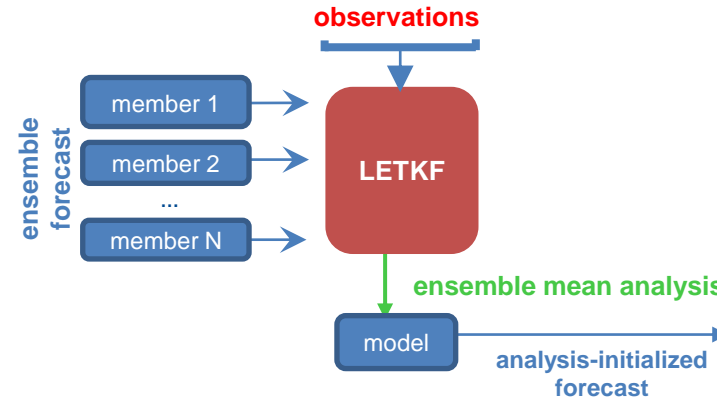 observations
ensemble
forecast
member 1
member 2
...
member N
LETKF
ensemble mean analysis
model
analysis-initialized
forecast